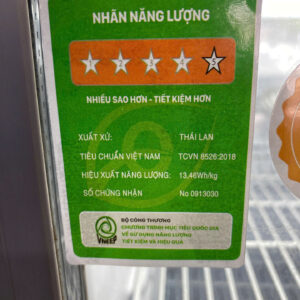 NHÃN NĂNG LƯỢNG
1 2 3 4 5
NHIỀU SAO HƠN - TIẾT KIỆM HƠN
XUẤT XỨ: THÁI LAN
TIÊU CHUẨN VIỆT NAM TCVN 8526:2018
HIỆU XUẤT NĂNG LƯỢNG: 13,46Wh/kg
SỐ CHỨNG NHẬN No 0913030
BỘ CÔNG THƯƠNG
CHƯƠNG TRÌNH MỤC TIÊU QUỐC GIA
VỀ SỬ DỤNG NĂNG LƯỢNG
TIẾT KIỆM VÀ HIỆU QUẢ
VNEEP